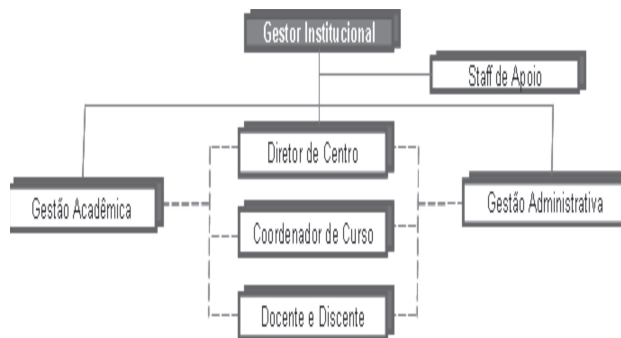 Gestor Institucional
Staff de Apoio
Diretor de Centro
Gestão Acadêmica
Gestão Administrativa
Coordenador de Curso
Docente e Discente